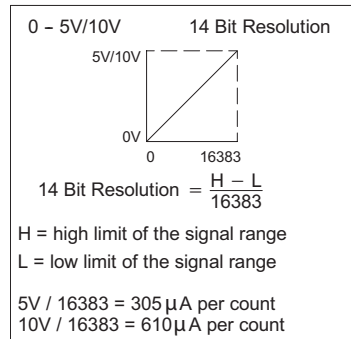 0 – 5V/10V 14 Bit Resolution
5V/10V
0V
0 16383
14 Bit Resolution = H – L
16383
H = high limit of the signal range
L = low limit of the signal range
5V / 16383 = 305 μA per count
10V / 16383 = 610 μA per count